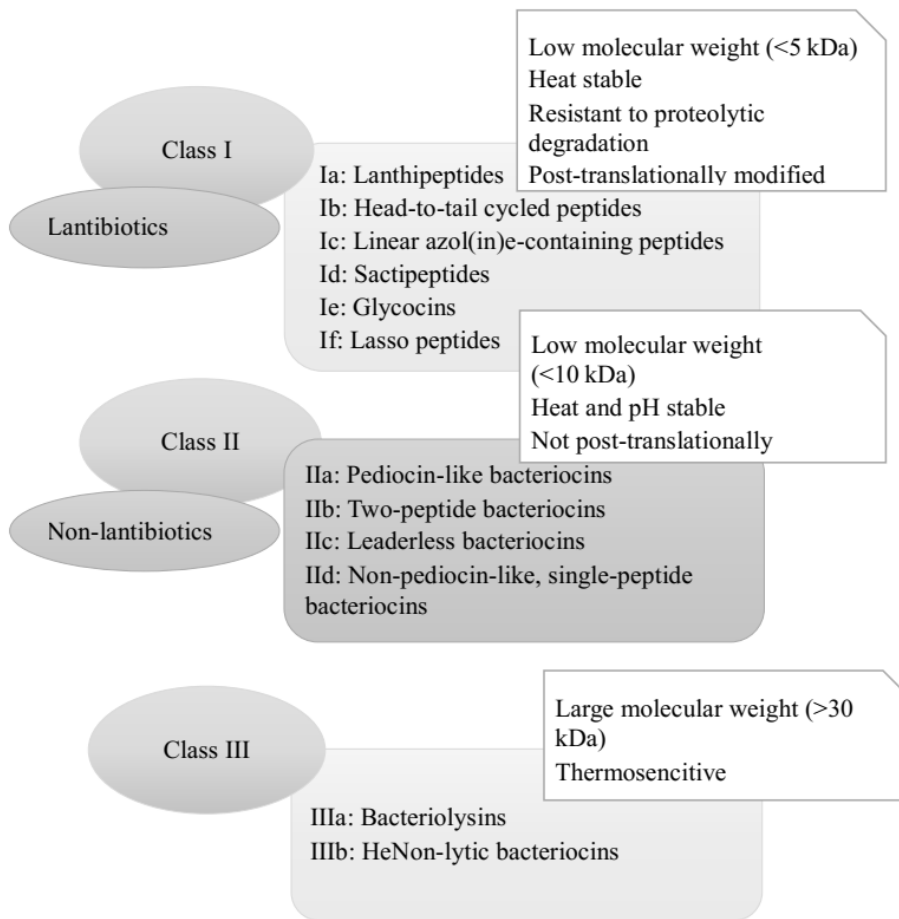 Class I
Lantibiotics
Low molecular weight (<5 kDa)
Heat stable
Resistant to proteolytic
degradation
Post-translationally modified
Ia: Lanthipeptides
Ib: Head-to-tail cycled peptides
Ic: Linear azol(in)e-containing peptides
Id: Sactipeptides
Ie: Glycocins
If: Lasso peptides
Class II
Non-lantibiotics
Low molecular weight
(<10 kDa)
Heat and pH stable
Not post-translationally
IIa: Pediocin-like bacteriocins
IIb: Two-peptide bacteriocins
IIc: Leaderless bacteriocins
IId: Non-pediocin-like, single-peptide
bacteriocins
Class III
Large molecular weight (>30
kDa)
Thermosencitive
IIIa: Bacteriolysins
IIIb: HeNon-lytic bacteriocins